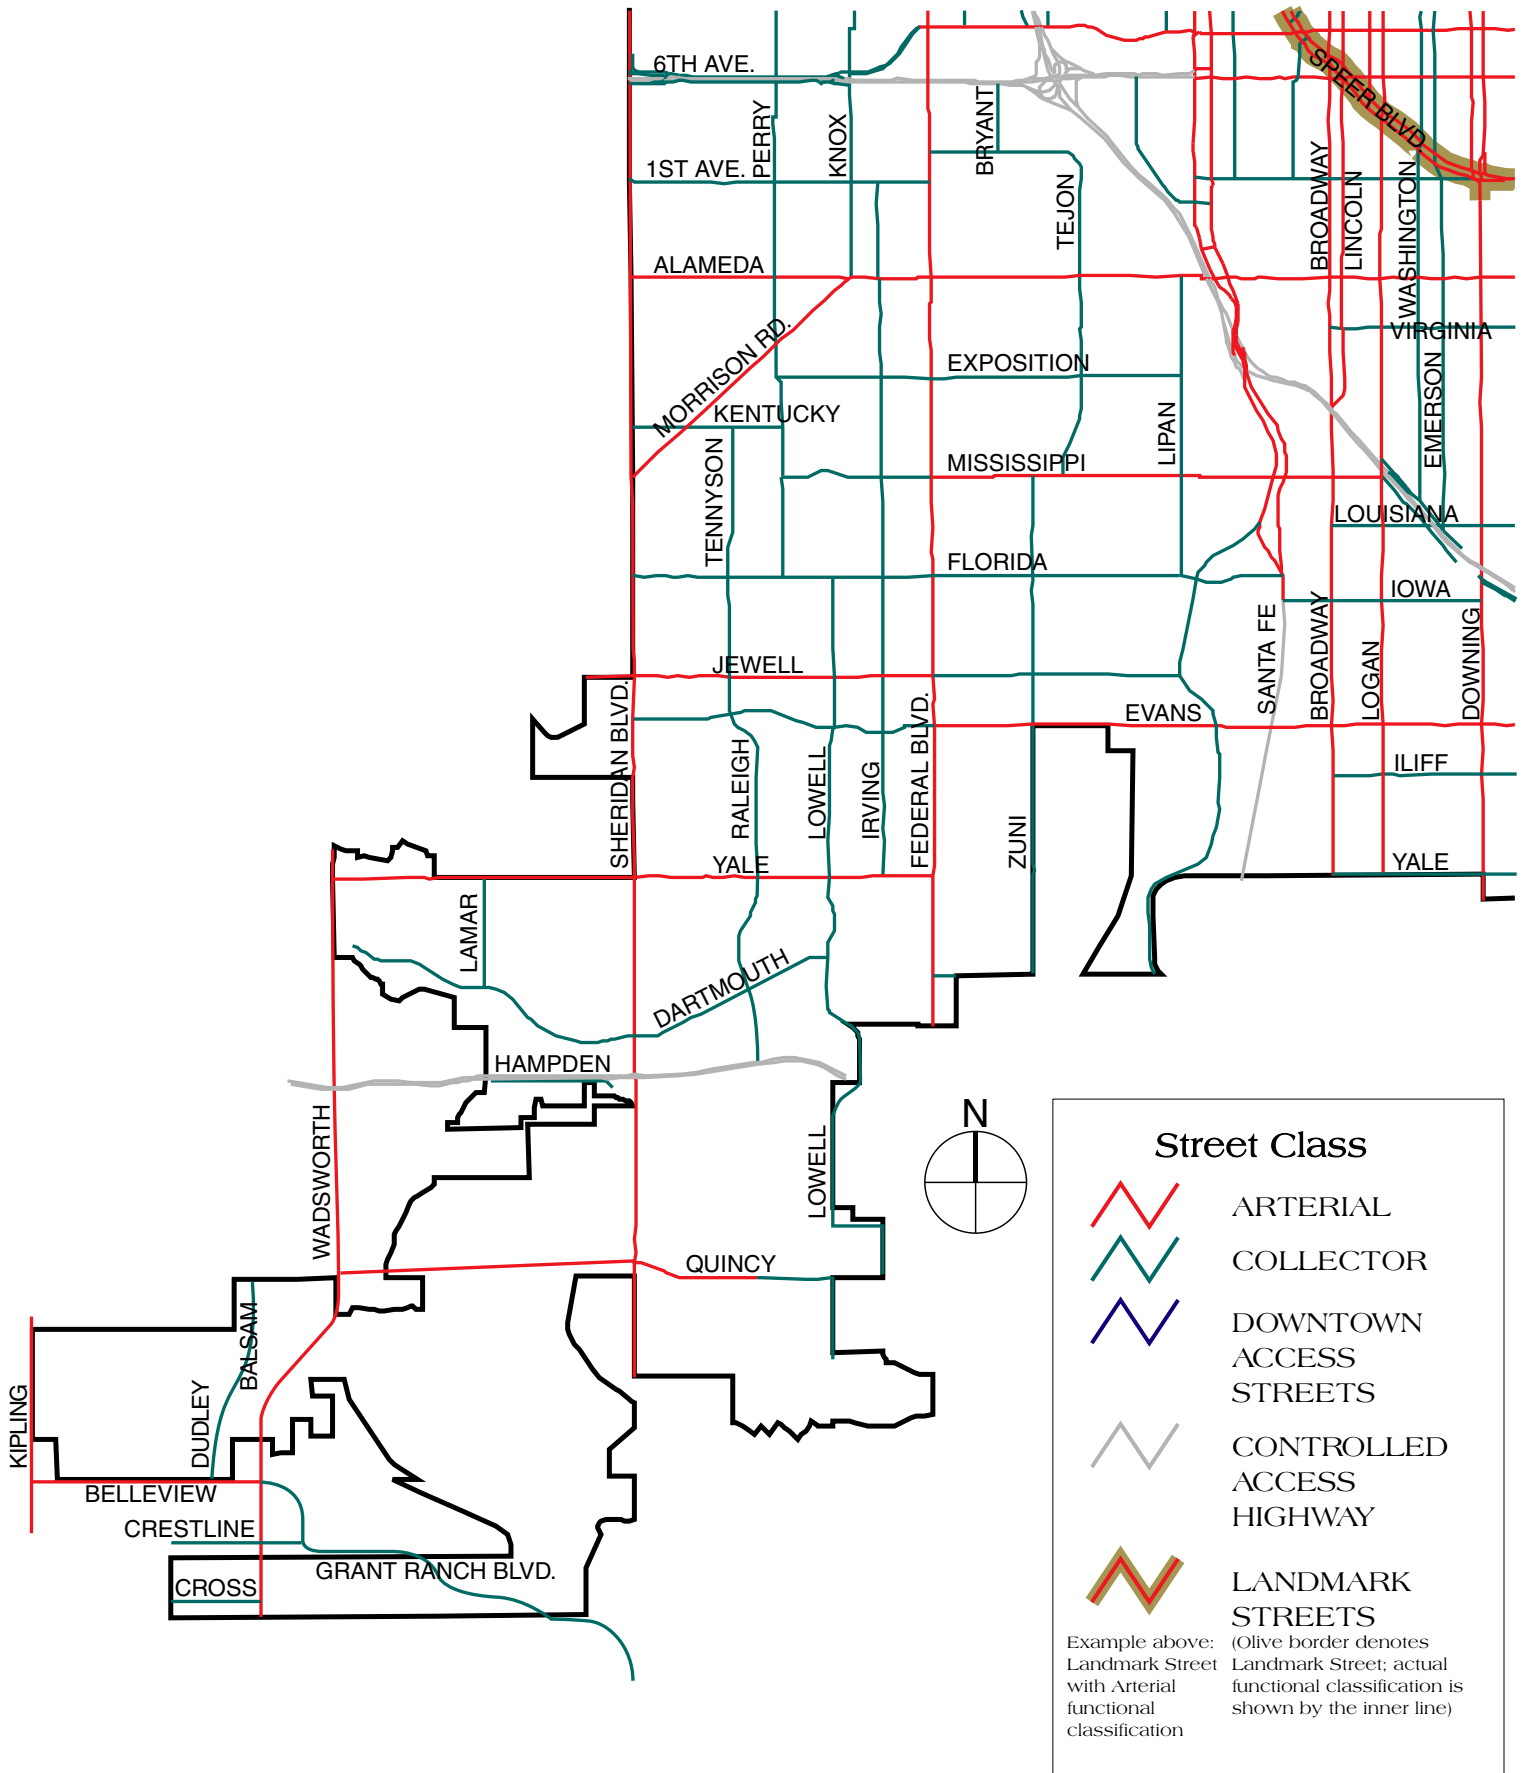 6TH AVE.
SPEER BLVD.
PERRY
KNOX
BRYANT
1ST AVE.
TEJON
BROADWAY
LINCOLN
WASHINGTON
ALAMEDA
MORRISON RD.
VIRGINIA
EXPOSITION
KENTUCKY
LIPAN
EMERSON
TENNYSON
MISSISSIPPI
LOUISIANA
FLORIDA
IOWA
SANTA FE
BROADWAY
LOGAN
DOWNING
JEWELL
SHERIDAN BLVD.
EVANS
RALEIGH
LOWELL
IRVING
FEDERAL BLVD.
ZUNI
ILIFF
YALE
YALE
LAMAR
DARTMOUTH
HAMPDEN
WADSWORTH
LOWELL
QUINCY
BALSAM
DUDLEY
KIPLING
BELLEVIEW
CRESTLINE
GRANT RANCH BLVD.
CROSS
N
Street Class
ARTERIAL
COLLECTOR
DOWNTOWN
ACCESS
STREETS
CONTROLLED
ACCESS
HIGHWAY
LANDMARK
STREETS
Example above:
Landmark Street
with Arterial
functional
classification
(Olive border denotes
Landmark Street; actual
functional classification is
shown by the inner line)